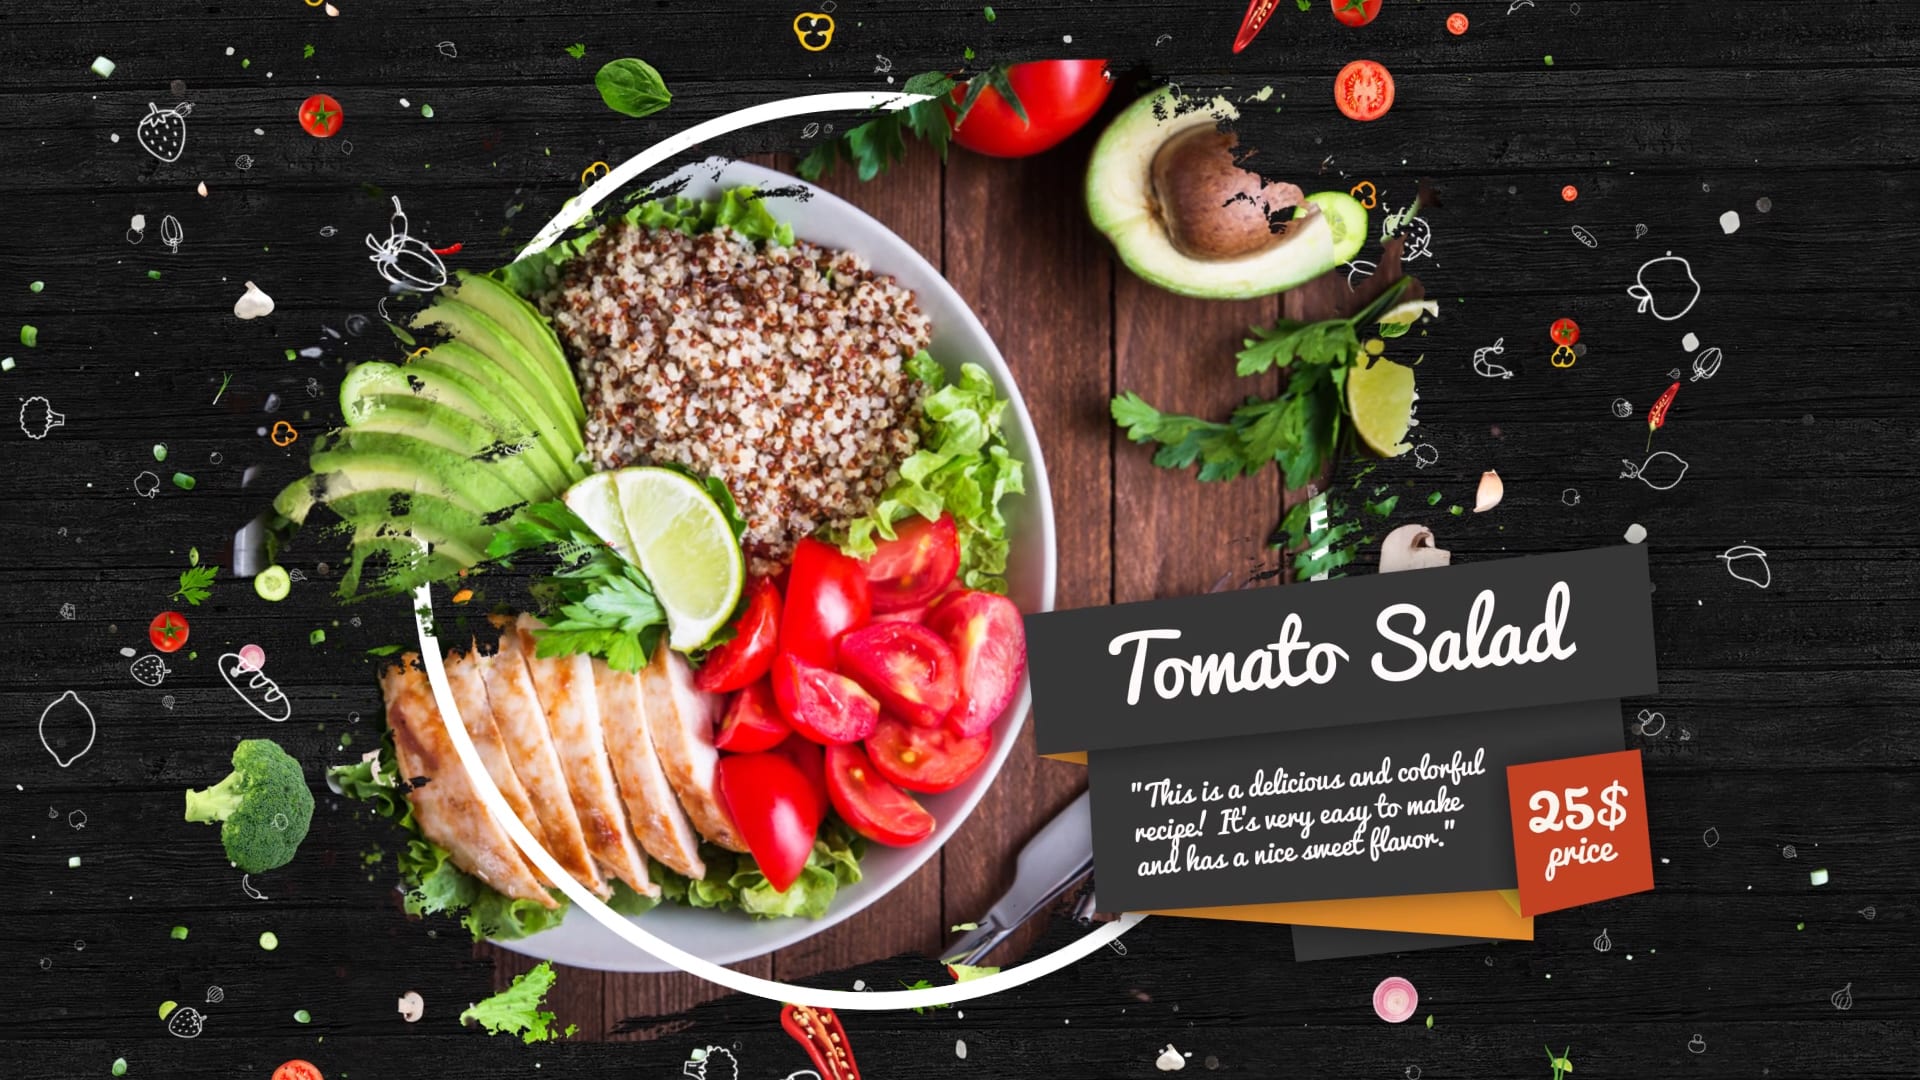 Tomato Salad
"This is a delicious and colorful
recipe! It's very easy to make
and has a nice sweet flavor."
25$
price